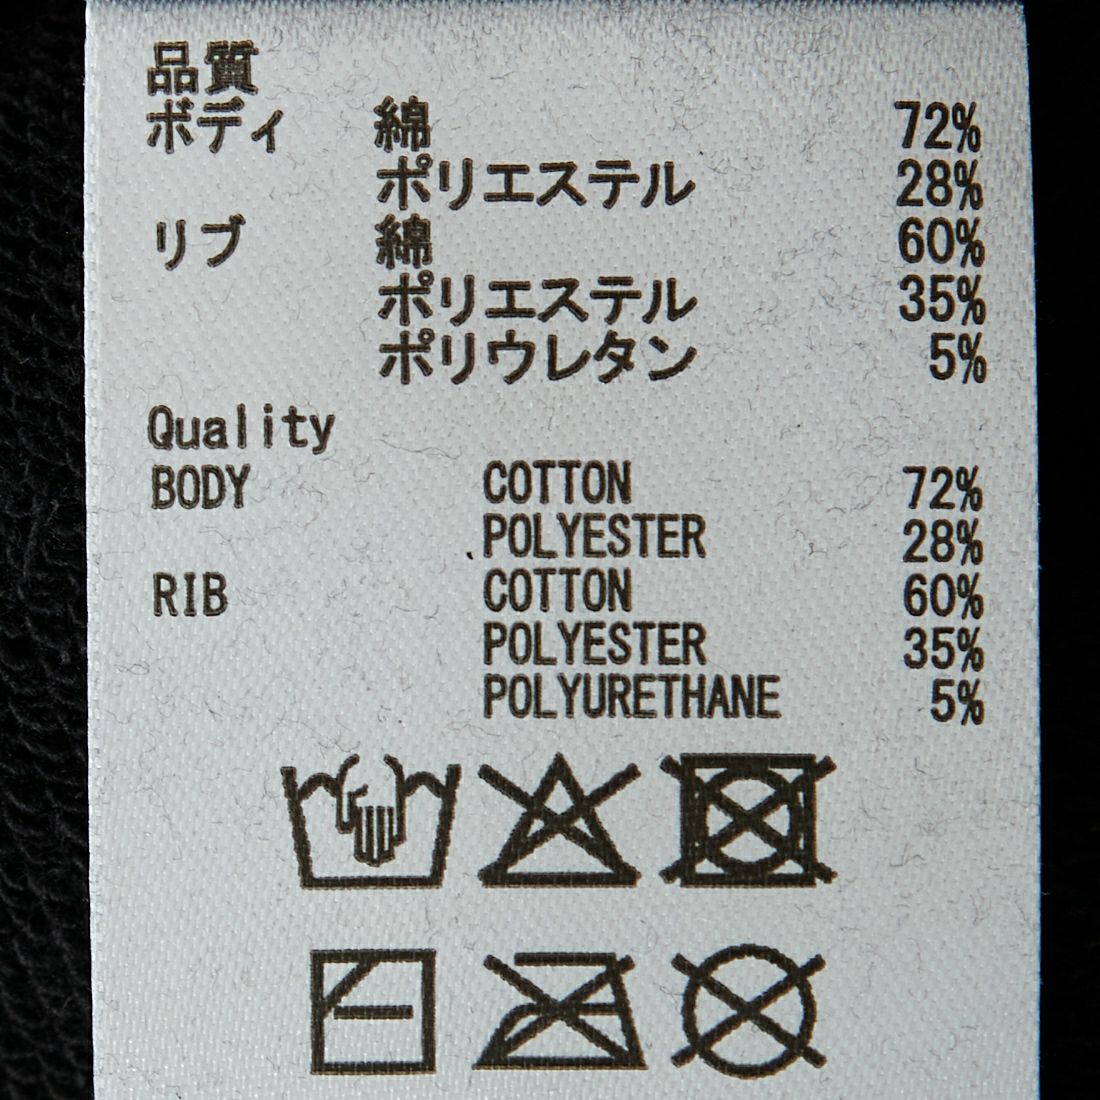 品質
ボディ 綿 72%
ポリエステル 28%
リブ 綿 60%
ポリエステル 35%
ポリウレタン 5%
Quality
BODY COTTON 72%
POLYESTER 28%
RIB COTTON 60%
POLYESTER 35%
POLYURETHANE 5%